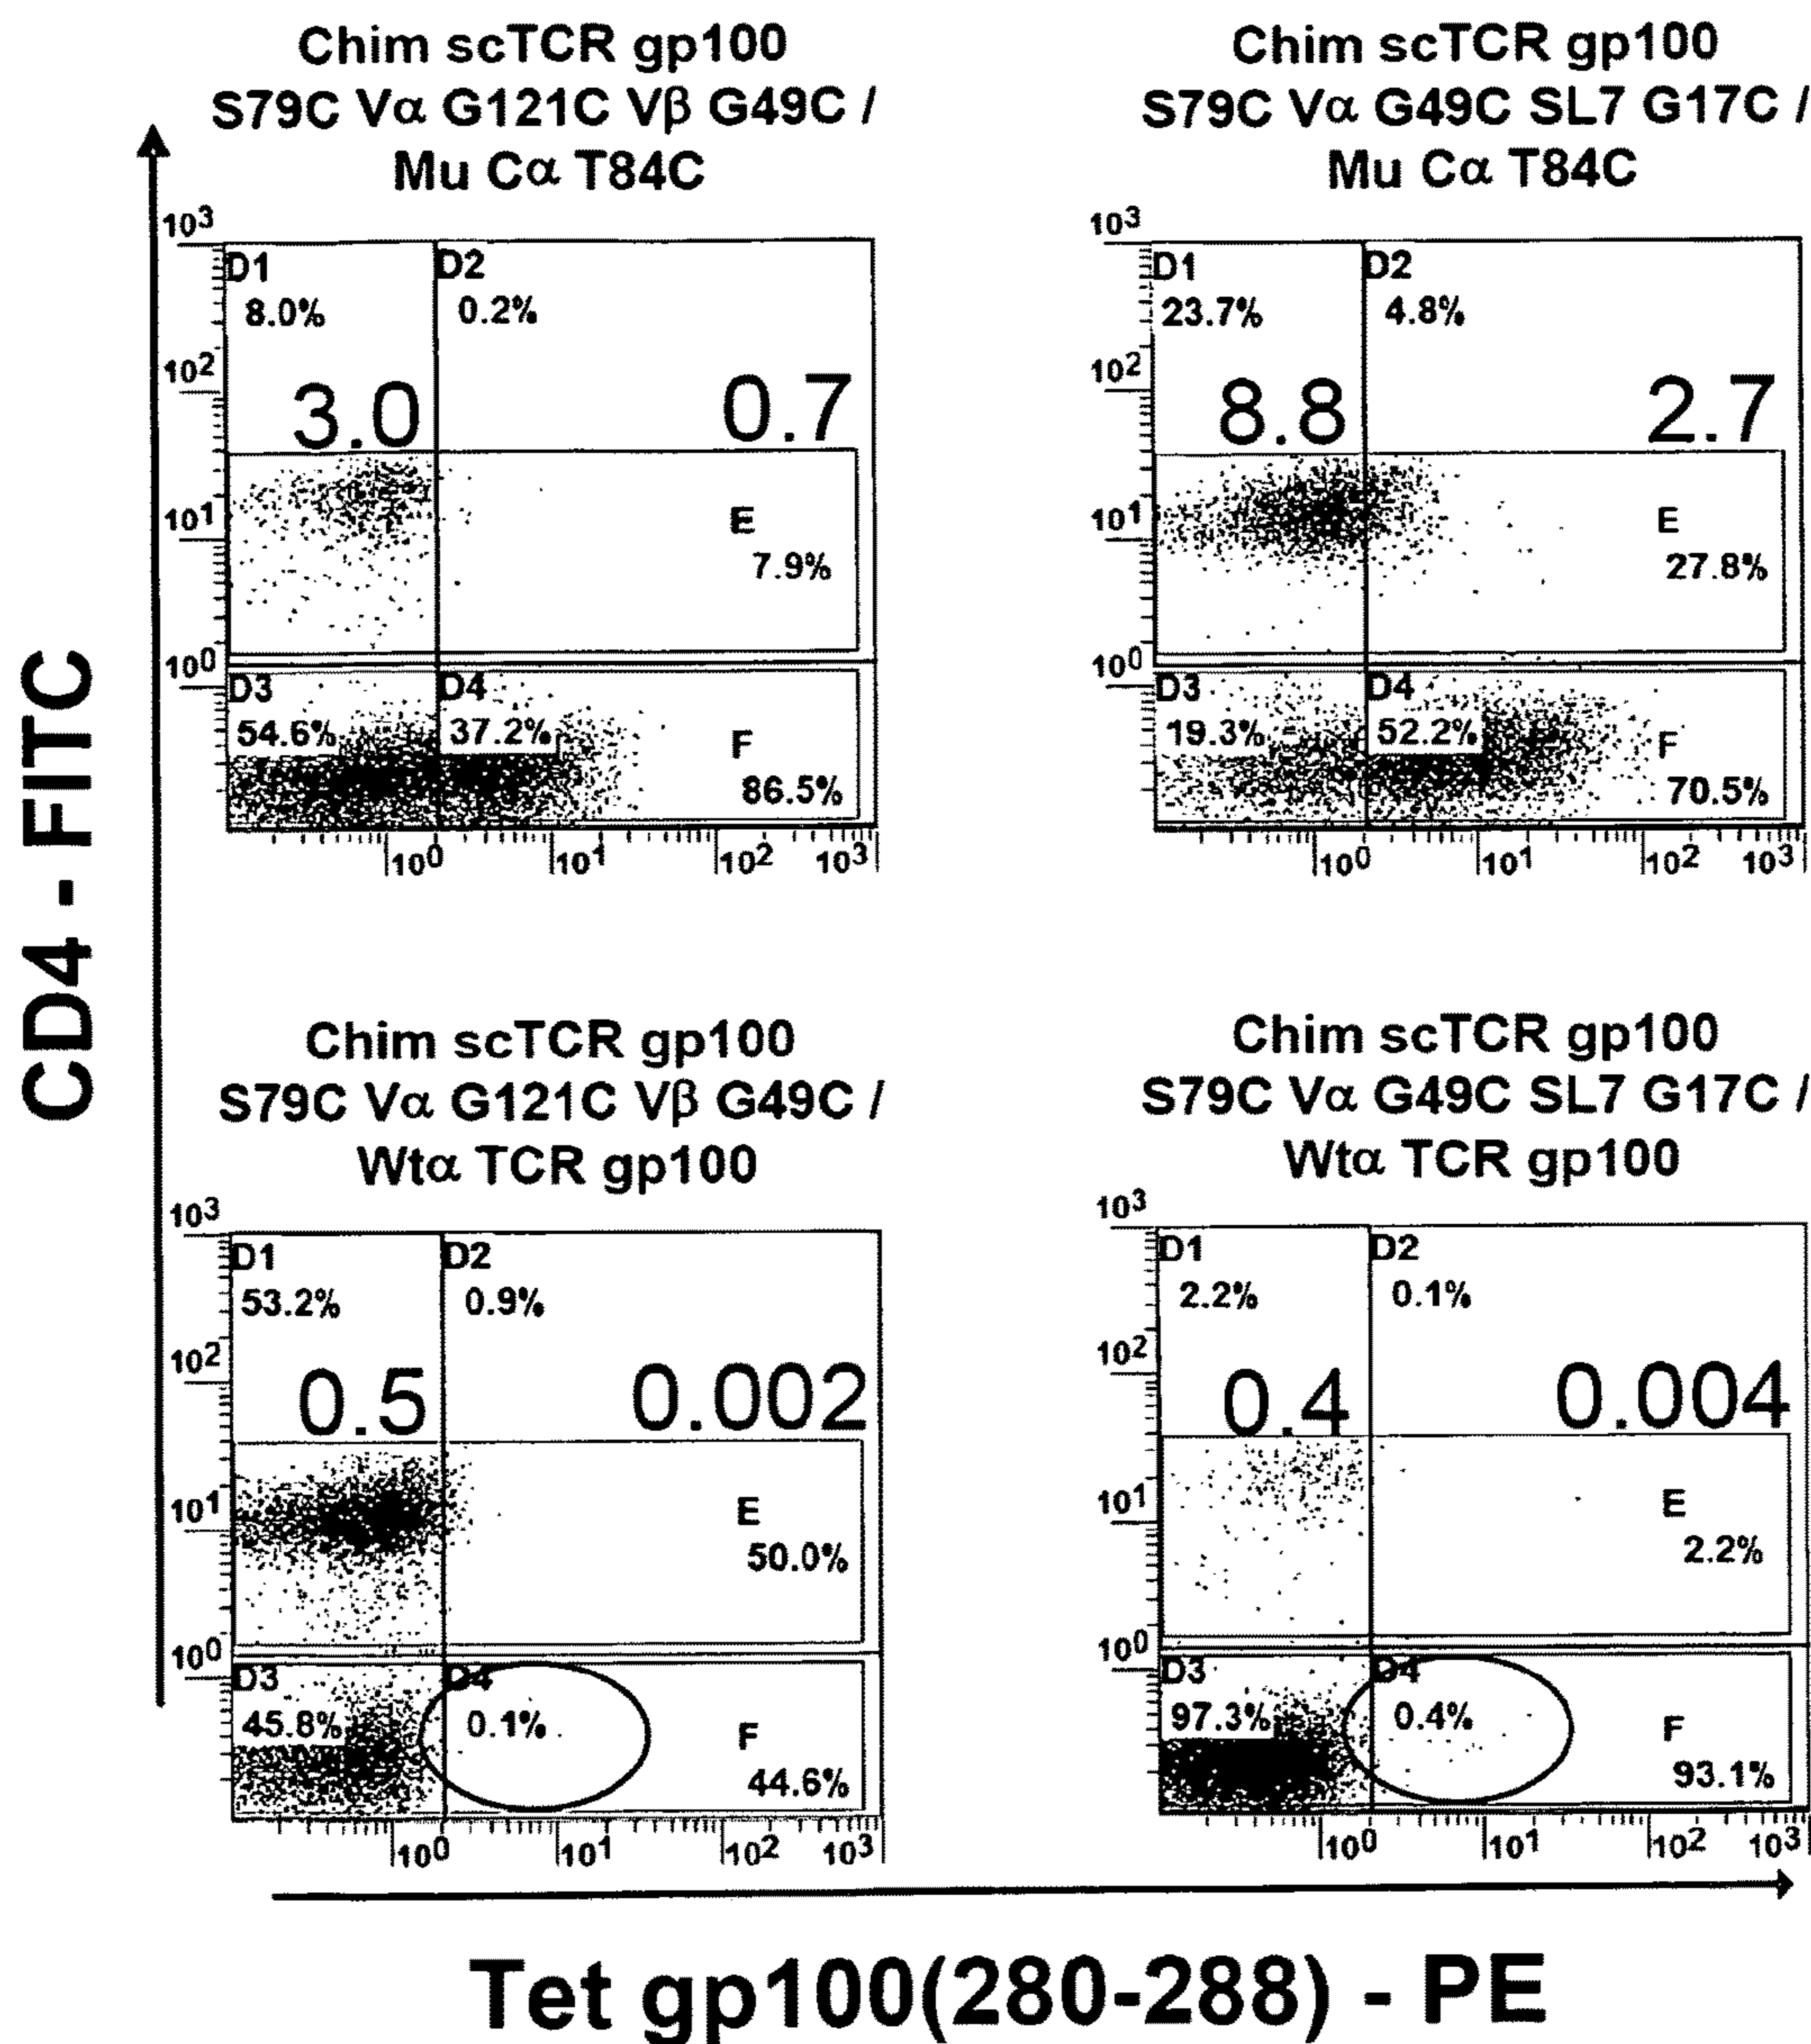 CD4 - FITC
Chim scTCR gp100
S79C Vα G121C Vβ G49C /
Mu Cα T84C
10³
D1
8.0%
D2
0.2%
10²
3.0
0.7
10¹
E
7.9%
10⁰
D3
54.6%
D4
37.2%
F
86.5%
10⁰ 10¹ 10² 10³
Chim scTCR gp100
S79C Vα G49C SL7 G17C /
Mu Cα T84C
10³
D1
23.7%
D2
4.8%
10²
8.8
2.7
10¹
E
27.8%
10⁰
D3
19.3%
D4
52.2%
F
70.5%
10⁰ 10¹ 10² 10³
Chim scTCR gp100
S79C Vα G121C Vβ G49C /
Wtα TCR gp100
10³
D1
53.2%
D2
0.9%
10²
0.5
0.002
10¹
E
50.0%
10⁰
D3
45.8%
D4
0.1%
F
44.6%
10⁰ 10¹ 10² 10³
Chim scTCR gp100
S79C Vα G49C SL7 G17C /
Wtα TCR gp100
10³
D1
2.2%
D2
0.1%
10²
0.4
0.004
10¹
E
2.2%
10⁰
D3
97.3%
D4
0.4%
F
93.1%
10⁰ 10¹ 10² 10³
Tet gp100(280-288) - PE